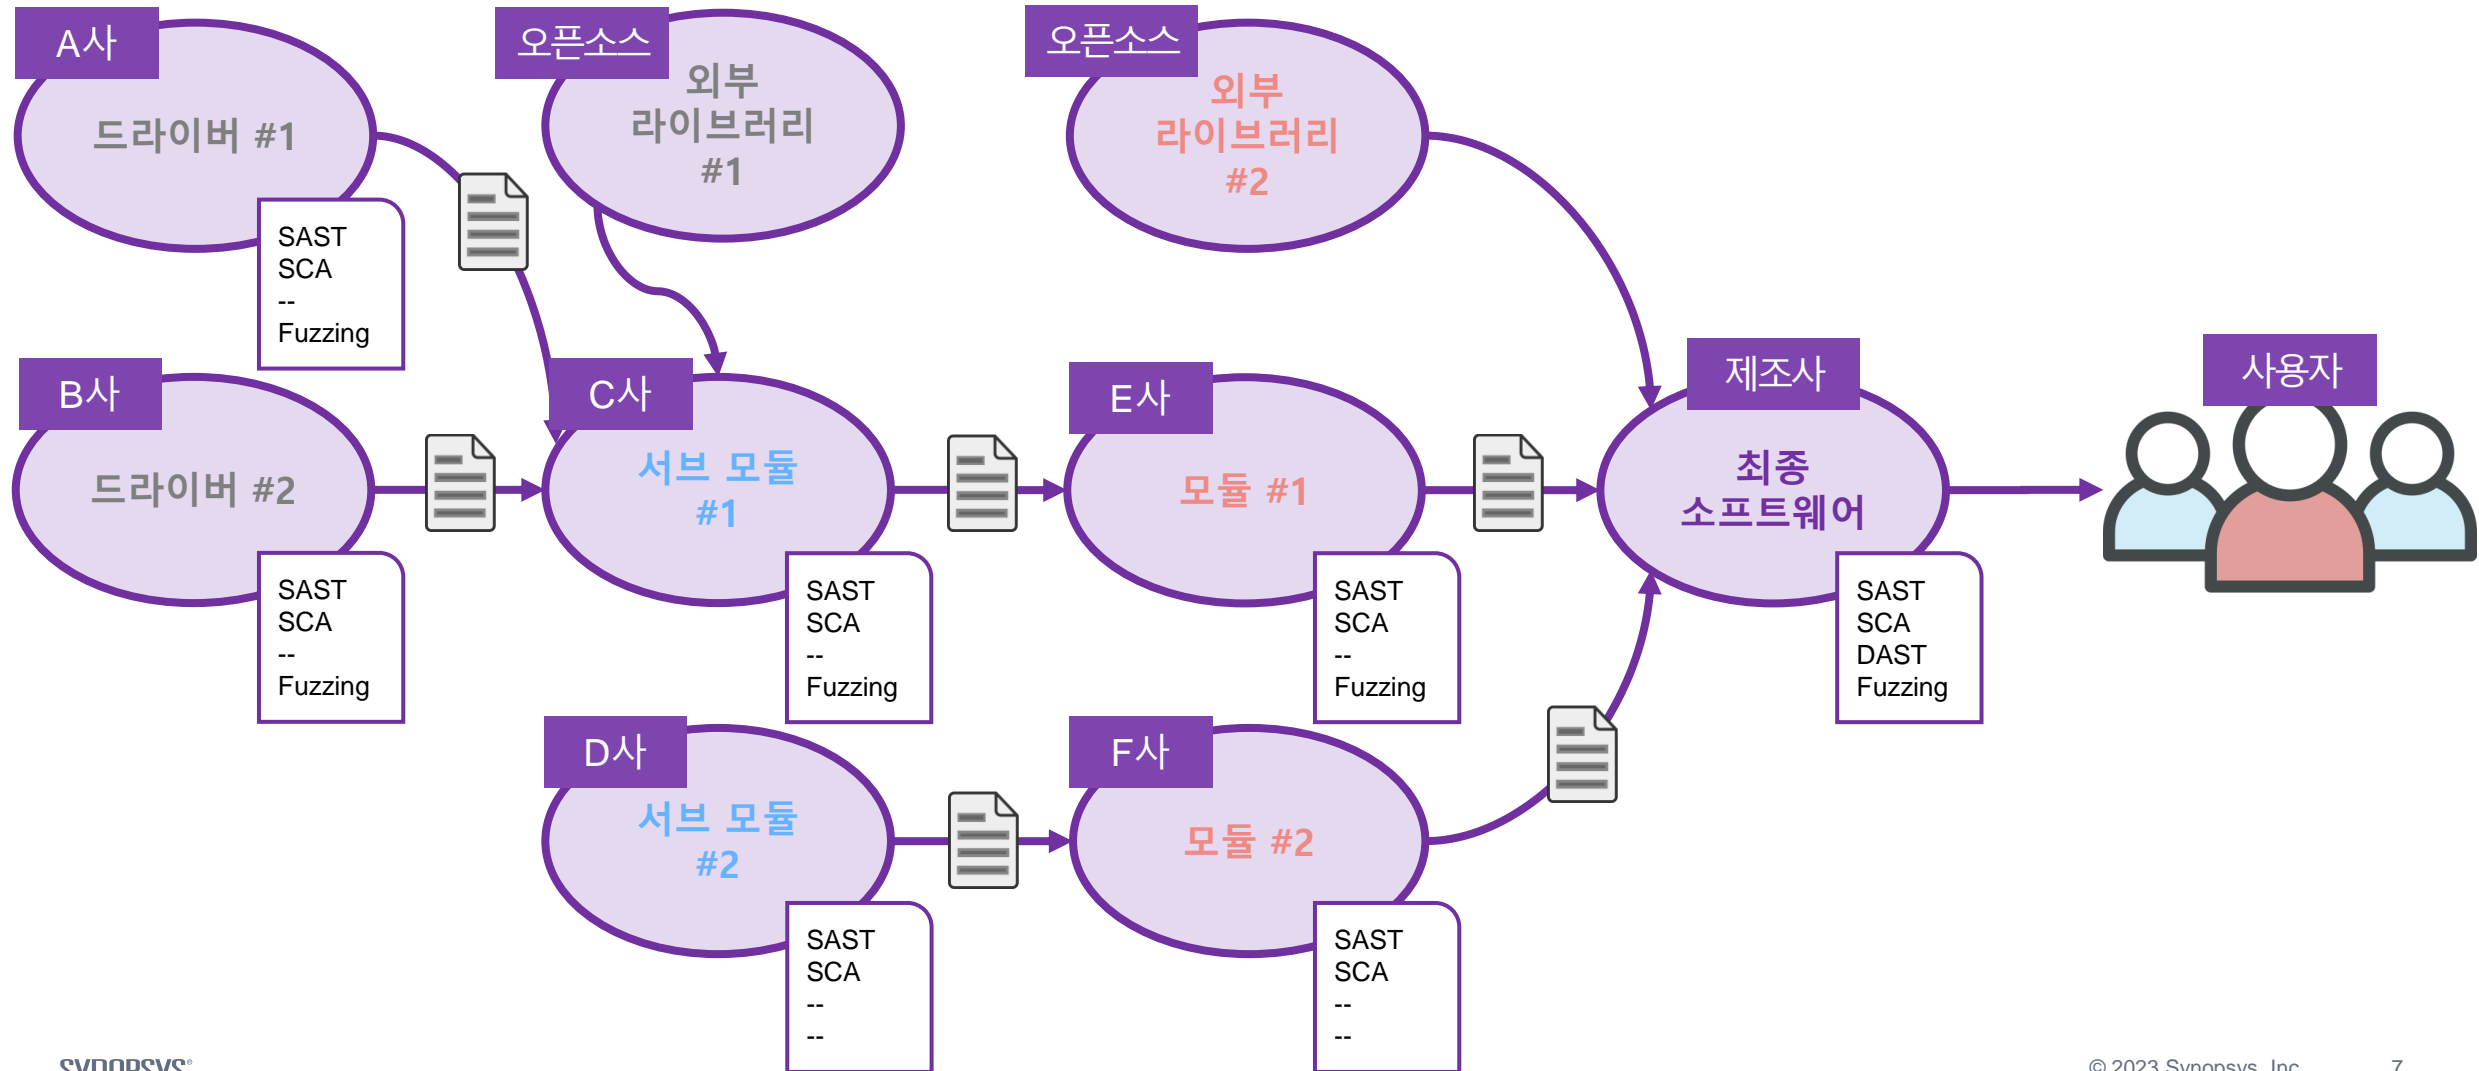 A사
드라이버 #1
SAST
SCA
--
Fuzzing
오픈소스
외부
라이브러리
#1
오픈소스
외부
라이브러리
#2
B사
드라이버 #2
SAST
SCA
--
Fuzzing
C사
서브 모듈
#1
SAST
SCA
--
Fuzzing
E사
모듈 #1
SAST
SCA
--
Fuzzing
제조사
최종
소프트웨어
SAST
SCA
DAST
Fuzzing
사용자
D사
서브 모듈
#2
SAST
SCA
--
--
F사
모듈 #2
SAST
SCA
--
--
SYNOPSYS®
© 2023 Synopsys, Inc.
7